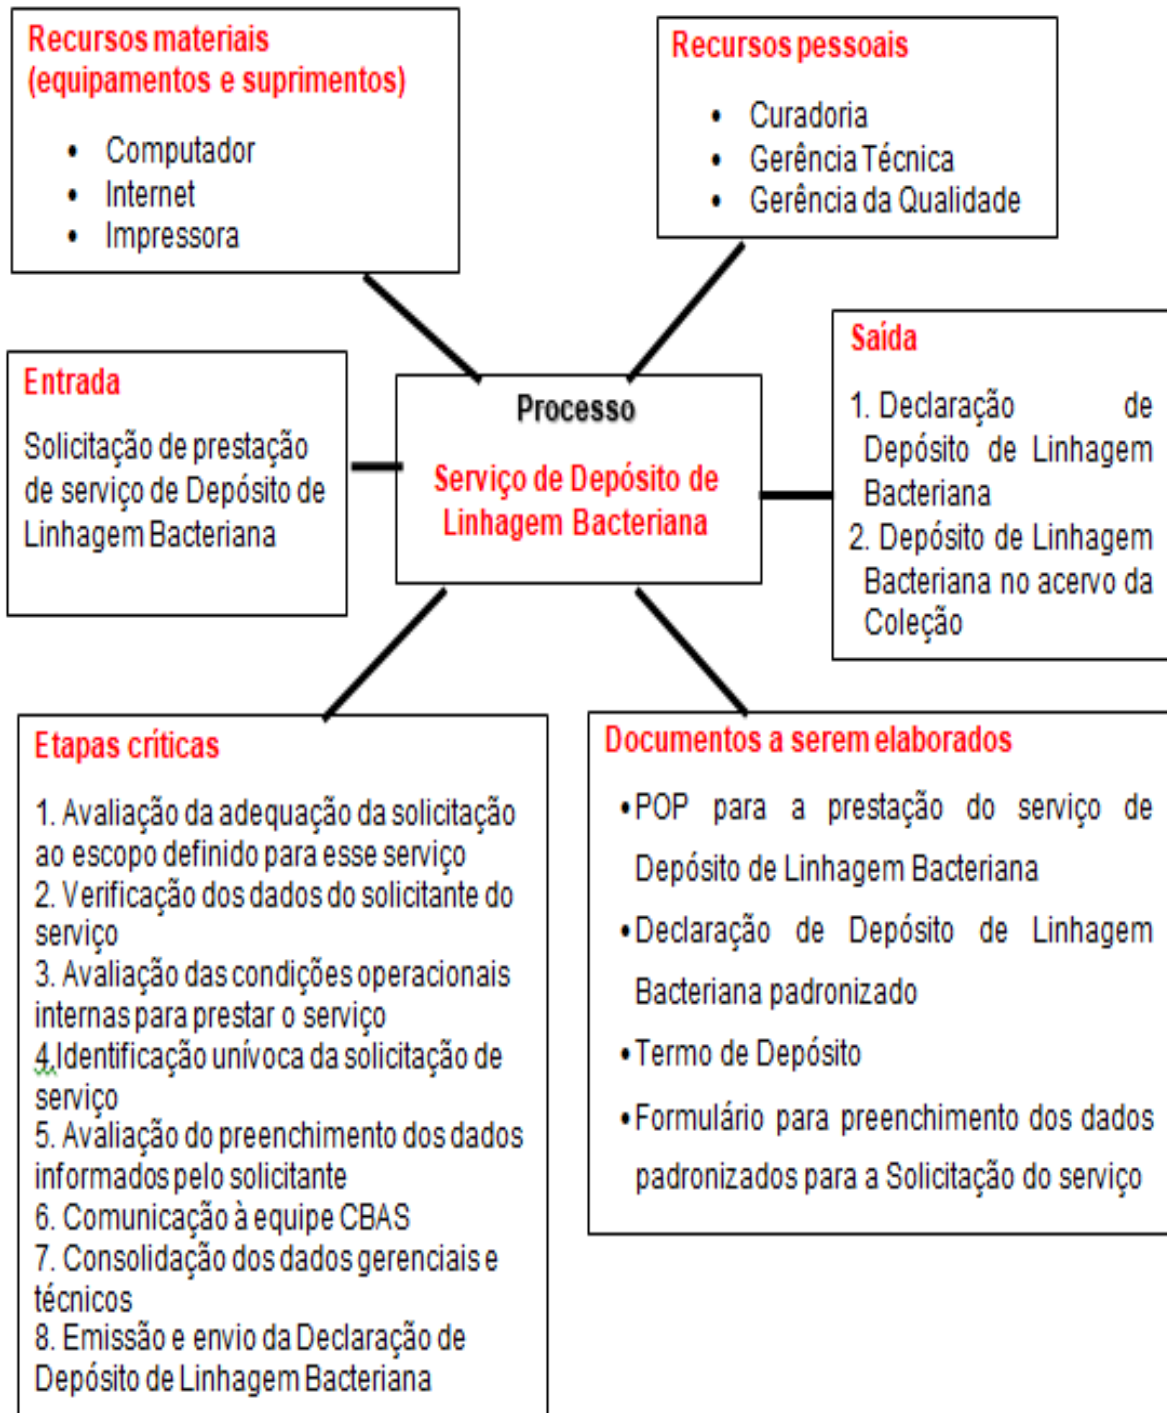 Recursos materiais
(equipamentos e suprimentos)
• Computador
• Internet
• Impressora
Recursos pessoais
• Curadoria
• Gerência Técnica
• Gerência da Qualidade
Entrada
Solicitação de prestação
de serviço de Depósito de
Linhagem Bacteriana
Processo
Serviço de Depósito de
Linhagem Bacteriana
Saída
1. Declaração de
Depósito de Linhagem
Bacteriana
2. Depósito de Linhagem
Bacteriana no acervo da
Coleção
Etapas críticas
1. Avaliação da adequação da solicitação
ao escopo definido para esse serviço
2. Verificação dos dados do solicitante do
serviço
3. Avaliação das condições operacionais
internas para prestar o serviço
4.Identificação unívoca da solicitação de
serviço
5. Avaliação do preenchimento dos dados
informados pelo solicitante
6. Comunicação à equipe CBAS
7. Consolidação dos dados gerenciais e
técnicos
8. Emissão e envio da Declaração de
Depósito de Linhagem Bacteriana
Documentos a serem elaborados
• POP para a prestação do serviço de
Depósito de Linhagem Bacteriana
• Declaração de Depósito de Linhagem
Bacteriana padronizado
• Termo de Depósito
• Formulário para preenchimento dos dados
padronizados para a Solicitação do serviço